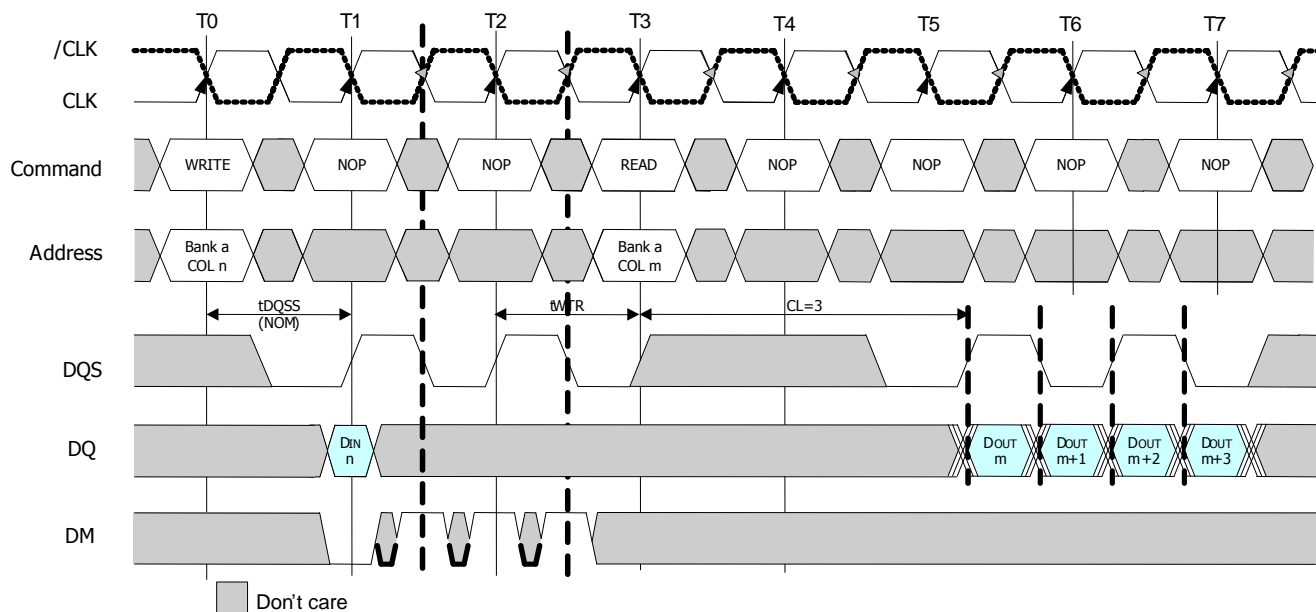 T0 T1 T2 T3 T4 T5 T6 T7
/CLK
CLK
Command WRITE NOP NOP READ NOP NOP NOP NOP
Address Bank a COL n Bank a COL m
tDQSS
(NOM)
tWTR
CL=3
DQS
DQ DIN n DOUT m DOUT m+1 DOUT m+2 DOUT m+3
DM
Don't care